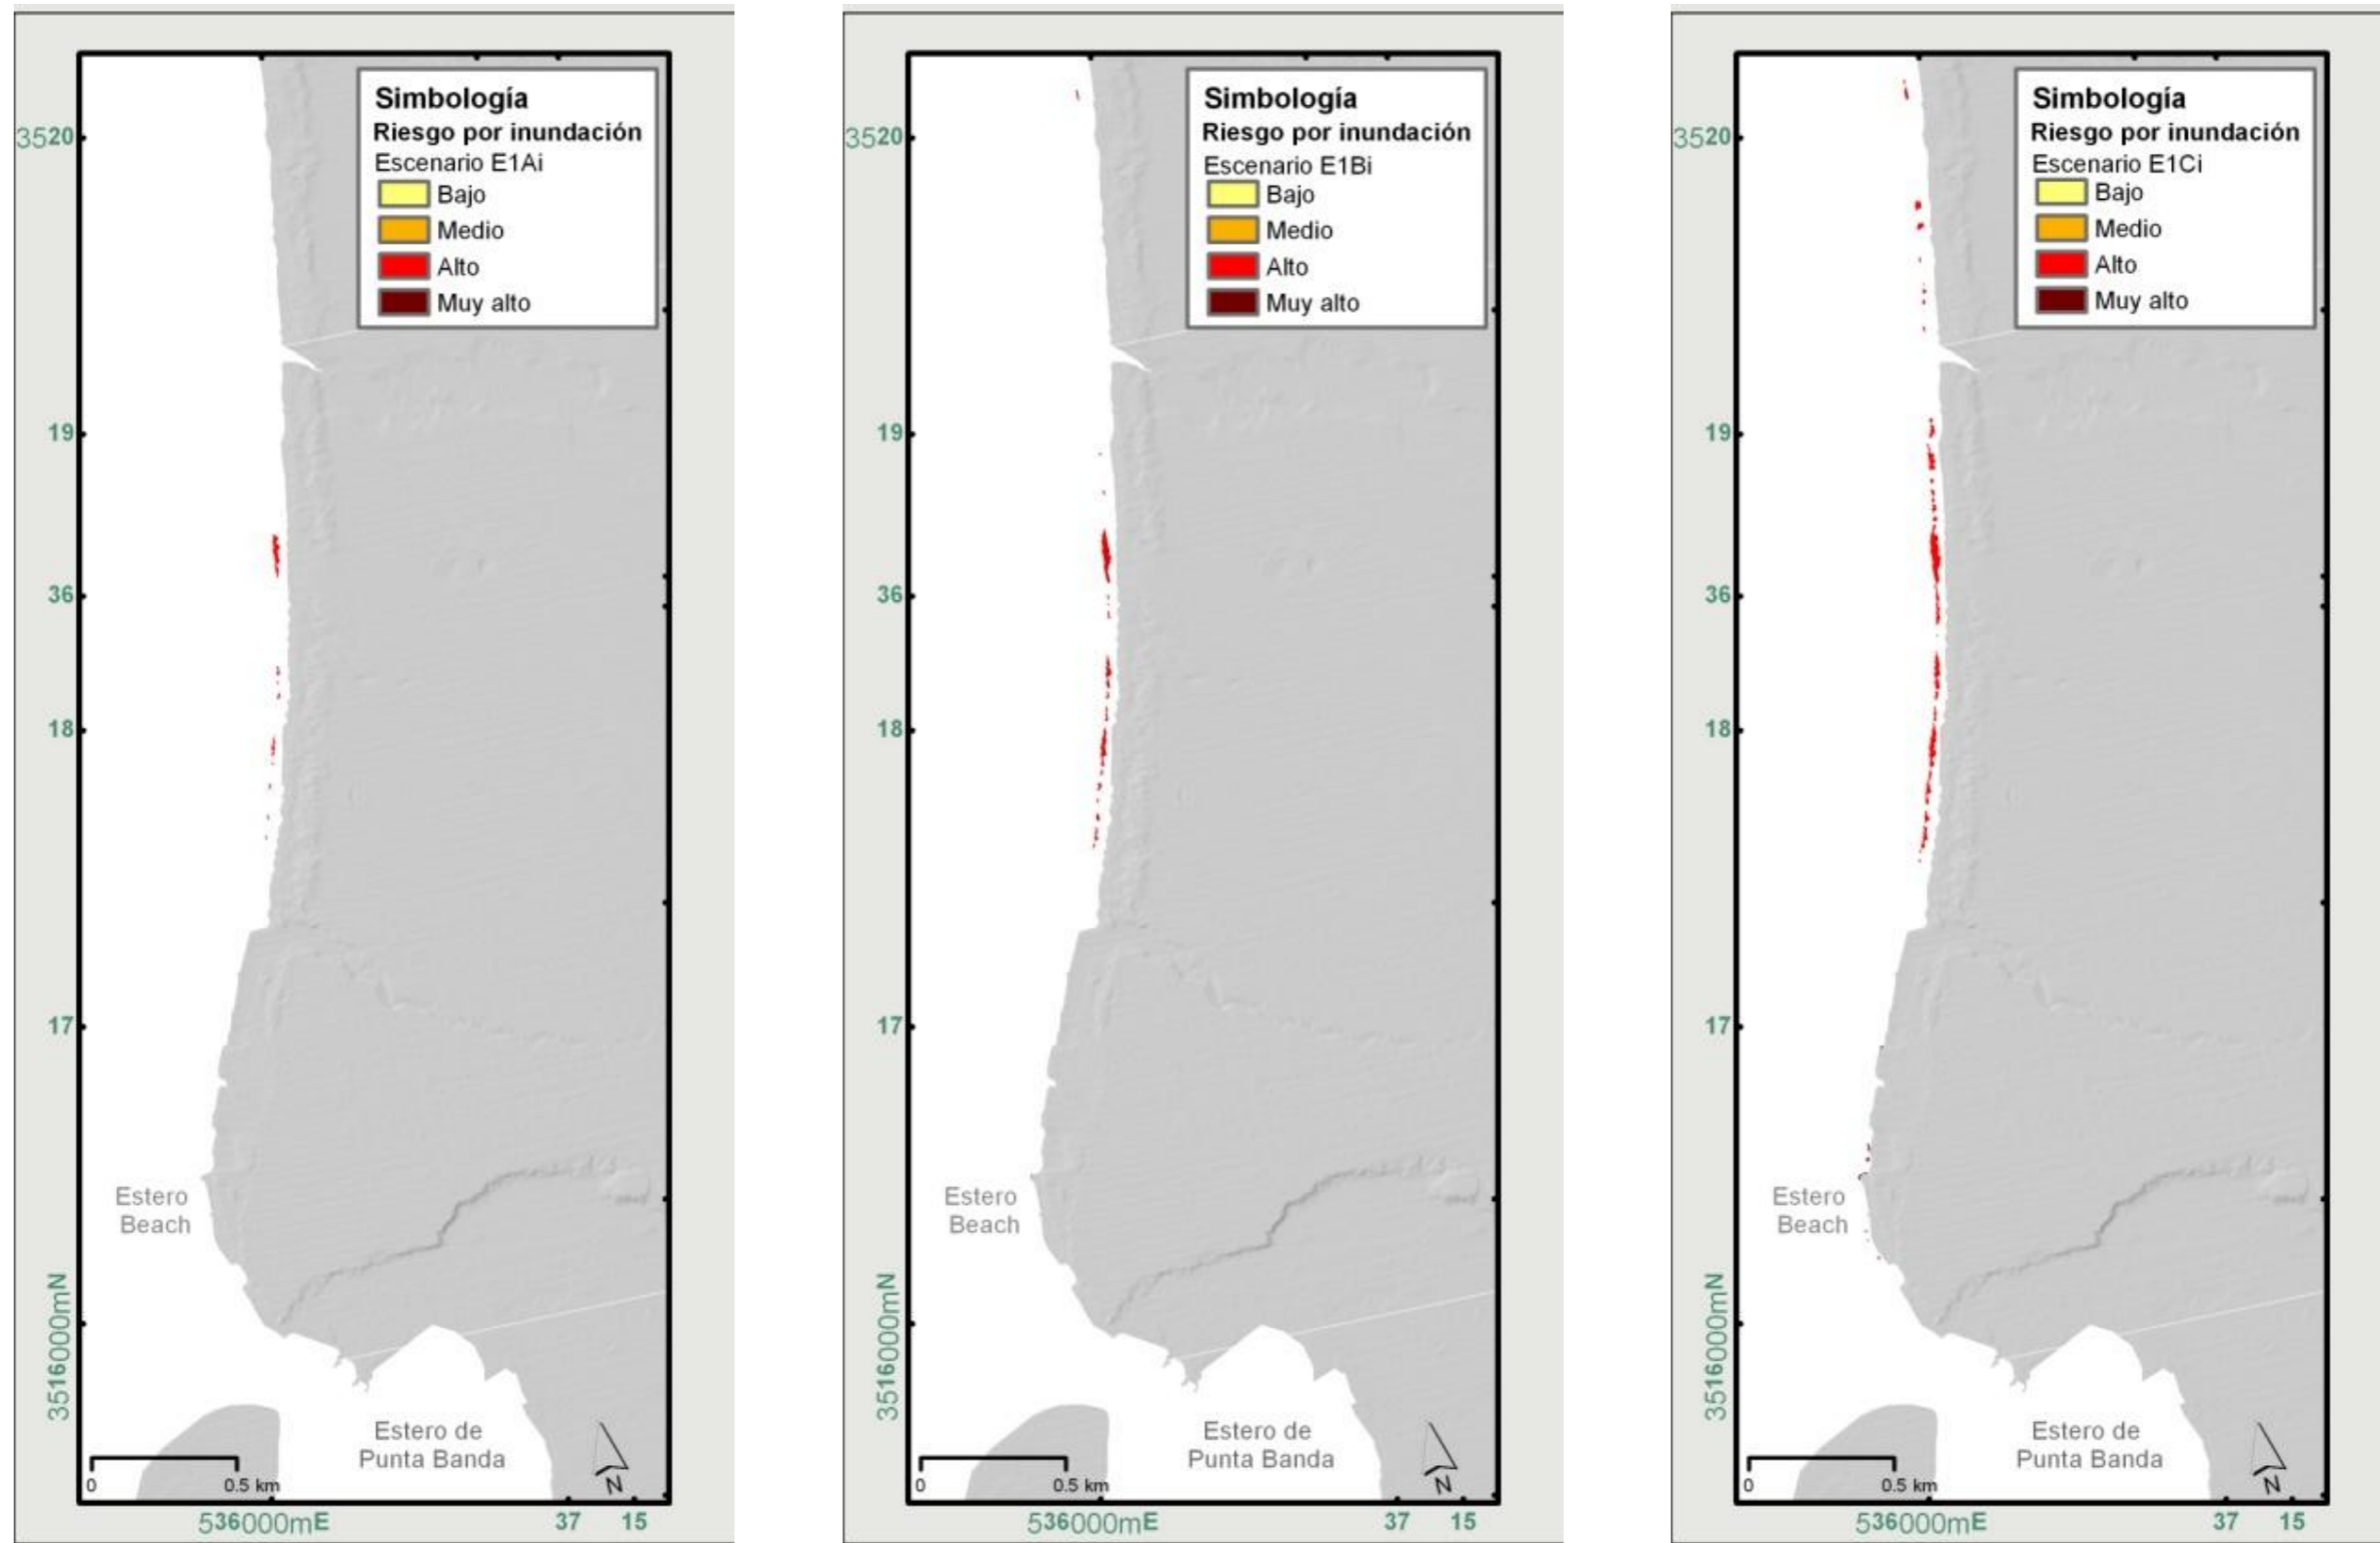 Simbología
Riesgo por inundación
Escenario E1Ai
Bajo
Medio
Alto
Muy alto
3520
19
36
18
17
Estero
Beach
3516000mN
Estero de
Punta Banda
0
0.5 km
N
536000mE
37
15
Simbología
Riesgo por inundación
Escenario E1Bi
Bajo
Medio
Alto
Muy alto
3520
19
36
18
17
Estero
Beach
3516000mN
Estero de
Punta Banda
0
0.5 km
N
536000mE
37
15
Simbología
Riesgo por inundación
Escenario E1Ci
Bajo
Medio
Alto
Muy alto
3520
19
36
18
17
Estero
Beach
3516000mN
Estero de
Punta Banda
0
0.5 km
N
536000mE
37
15